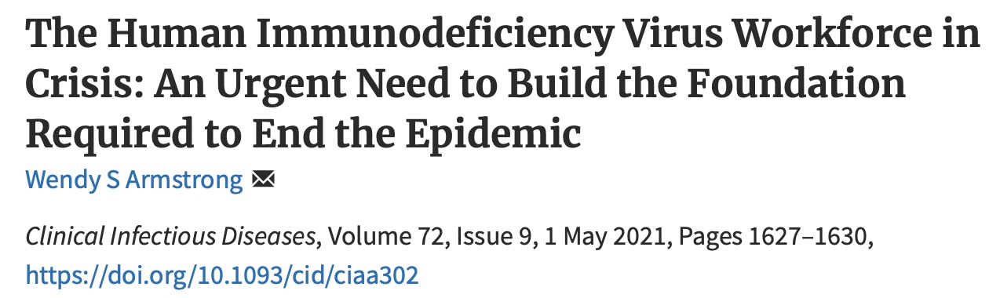 The Human Immunodeficiency Virus Workforce in
Crisis: An Urgent Need to Build the Foundation
Required to End the Epidemic
Wendy S Armstrong
Clinical Infectious Diseases, Volume 72, Issue 9, 1 May 2021, Pages 1627–1630,
https://doi.org/10.1093/cid/ciaa302